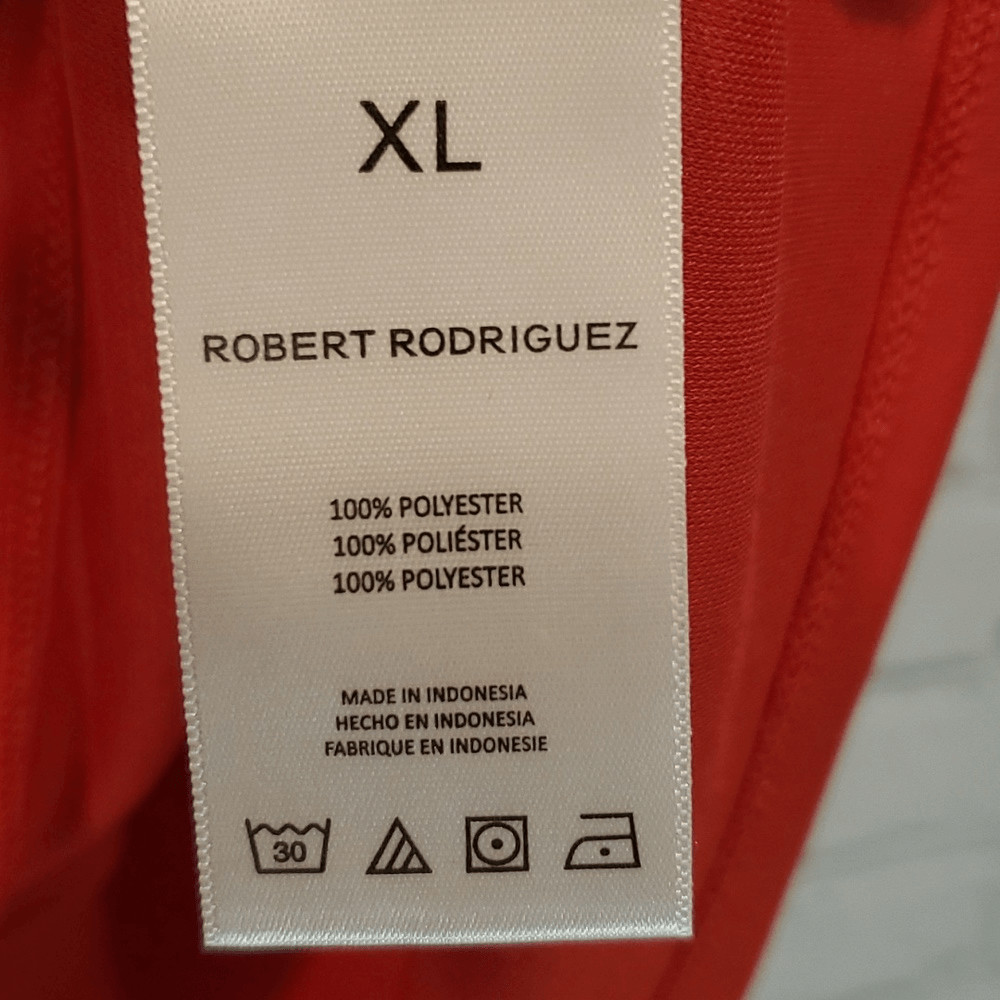 XL
ROBERT RODRIGUEZ
100% POLYESTER
100% POLIÉSTER
100% POLYESTER
MADE IN INDONESIA
HECHO EN INDONESIA
FABRIQUE EN INDONESIE
30